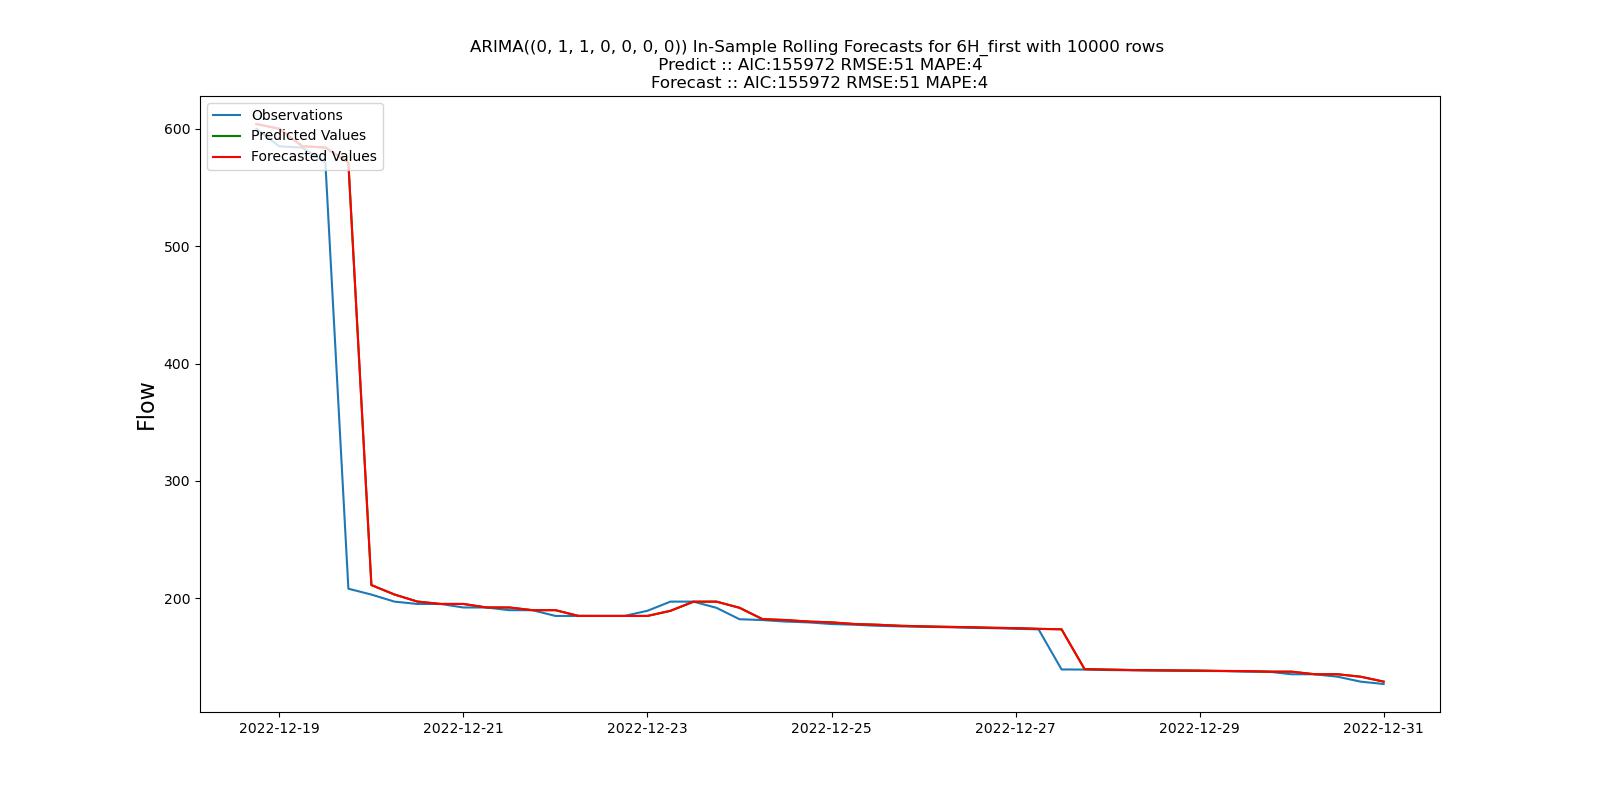 ARIMA((0, 1, 1, 0, 0, 0, 0)) In-Sample Rolling Forecasts for 6H_first with 10000 rows
Predict :: AIC:155972 RMSE:51 MAPE:4
Forecast :: AIC:155972 RMSE:51 MAPE:4
Observations
Predicted Values
Forecasted Values
600
500
400
300
200
Flow
2022-12-19 2022-12-21 2022-12-23 2022-12-25 2022-12-27 2022-12-29 2022-12-31